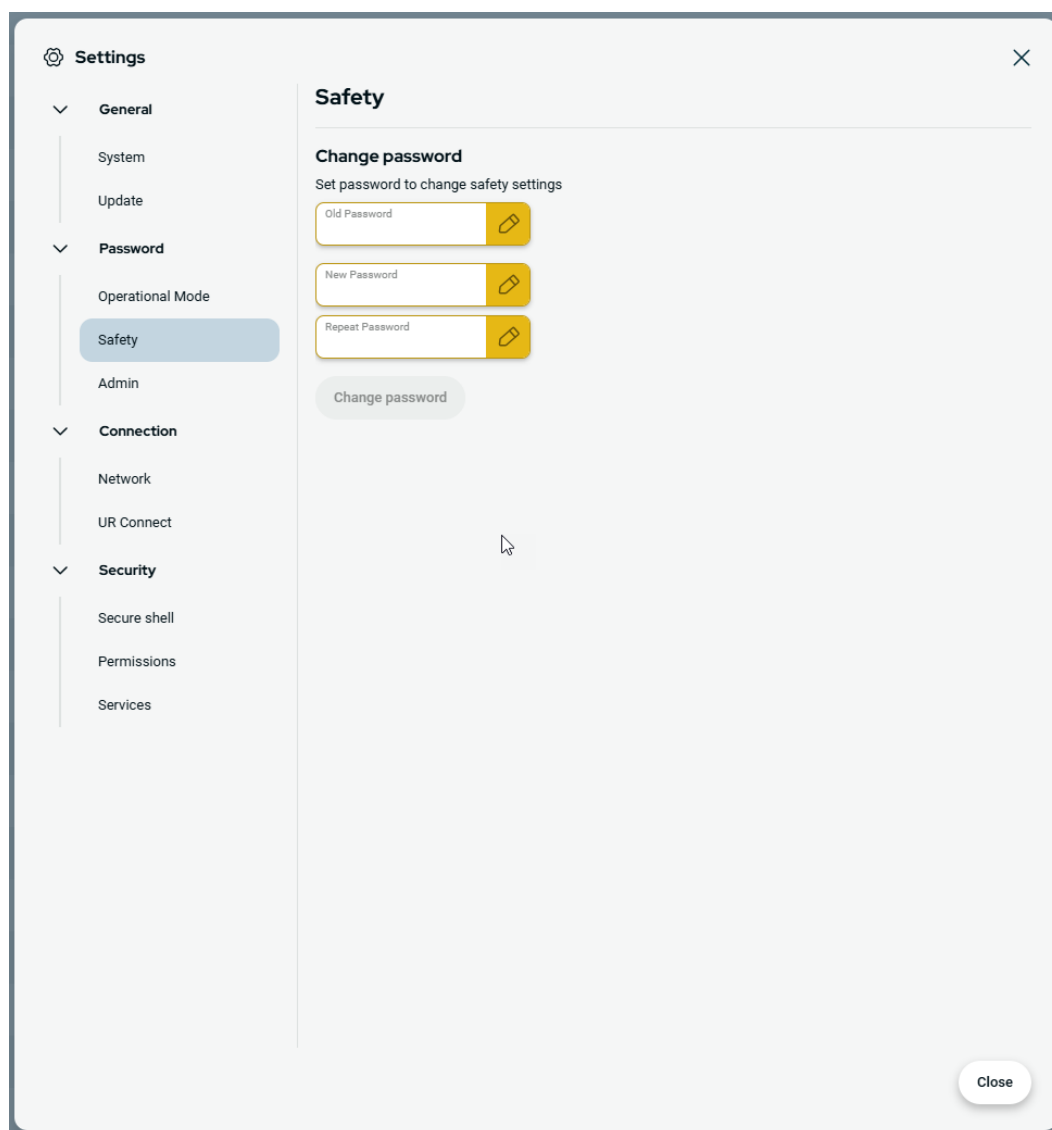 Settings
General
System
Update
Password
Operational Mode
Safety
Admin
Connection
Network
UR Connect
Security
Secure shell
Permissions
Services
Safety
Change password
Set password to change safety settings
Old Password
New Password
Repeat Password
Change password
Close